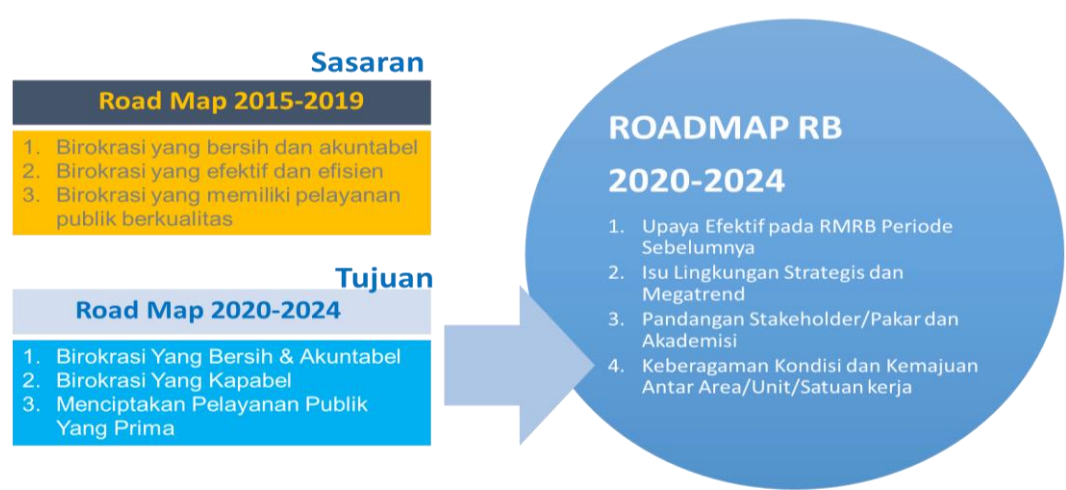 Sasaran
Road Map 2015-2019
1. Birokrasi yang bersih dan akuntabel
2. Birokrasi yang efektif dan efisien
3. Birokrasi yang memiliki pelayanan
publik berkualitas
Tujuan
Road Map 2020-2024
1. Birokrasi Yang Bersih & Akuntabel
2. Birokrasi Yang Kapabel
3. Menciptakan Pelayanan Publik
Yang Prima
ROADMAP RB
2020-2024
1. Upaya Efektif pada RMRB Periode
Sebelumnya
2. Isu Lingkungan Strategis dan
Megatrend
3. Pandangan Stakeholder/Pakar dan
Akademisi
4. Keberagaman Kondisi dan Kemajuan
Antar Area/Unit/Satuan kerja